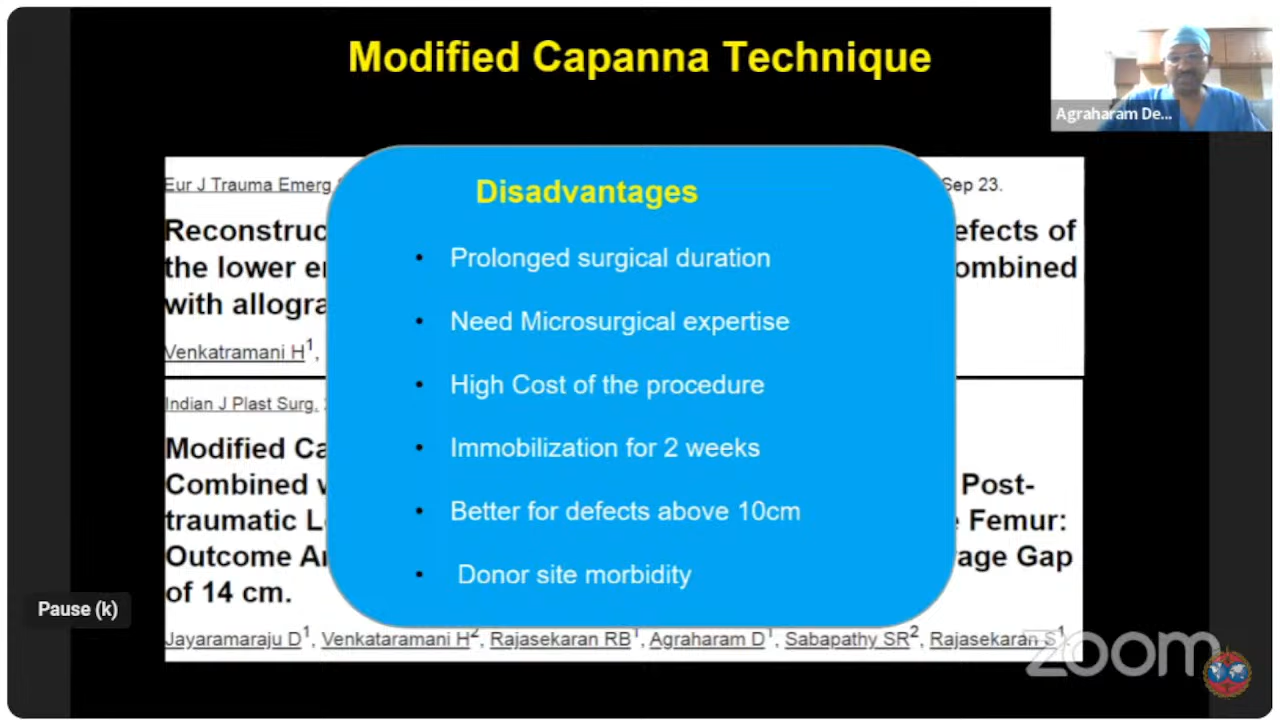 Modified Capanna Technique
Agraharam De...
Eur J Trauma Emerg
Sep 23.
Reconstruc
efects of
the lower e
ombined
with allogra
Venkatramani H1,
Disadvantages
• Prolonged surgical duration
• Need Microsurgical expertise
• High Cost of the procedure
• Immobilization for 2 weeks
• Better for defects above 10cm
• Donor site morbidity
Indian J Plast Surg.
Modified Ca
Combined
Post-
traumatic L
e Femur:
Outcome A
age Gap
of 14 cm.
Jayaramaraju D1, Venkataramani H2, Rajasekaran RB1, Agraharam D1, Sabapathy SR2, Rajasekaran S1
Pause (k)
zoom